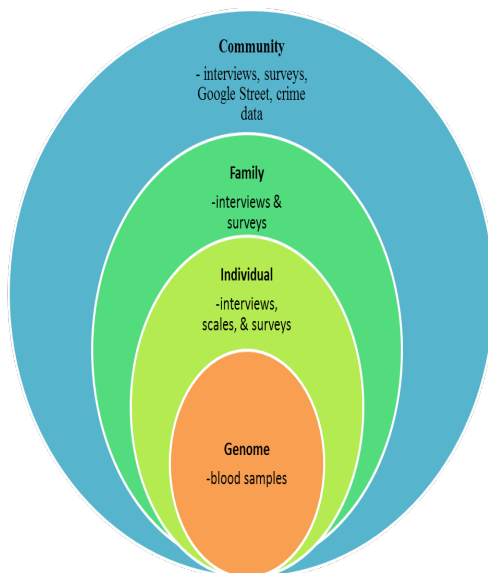 Community
- interviews, surveys,
Google Street, crime
data
Family
-interviews &
surveys
Individual
-interviews,
scales, & surveys
Genome
-blood samples